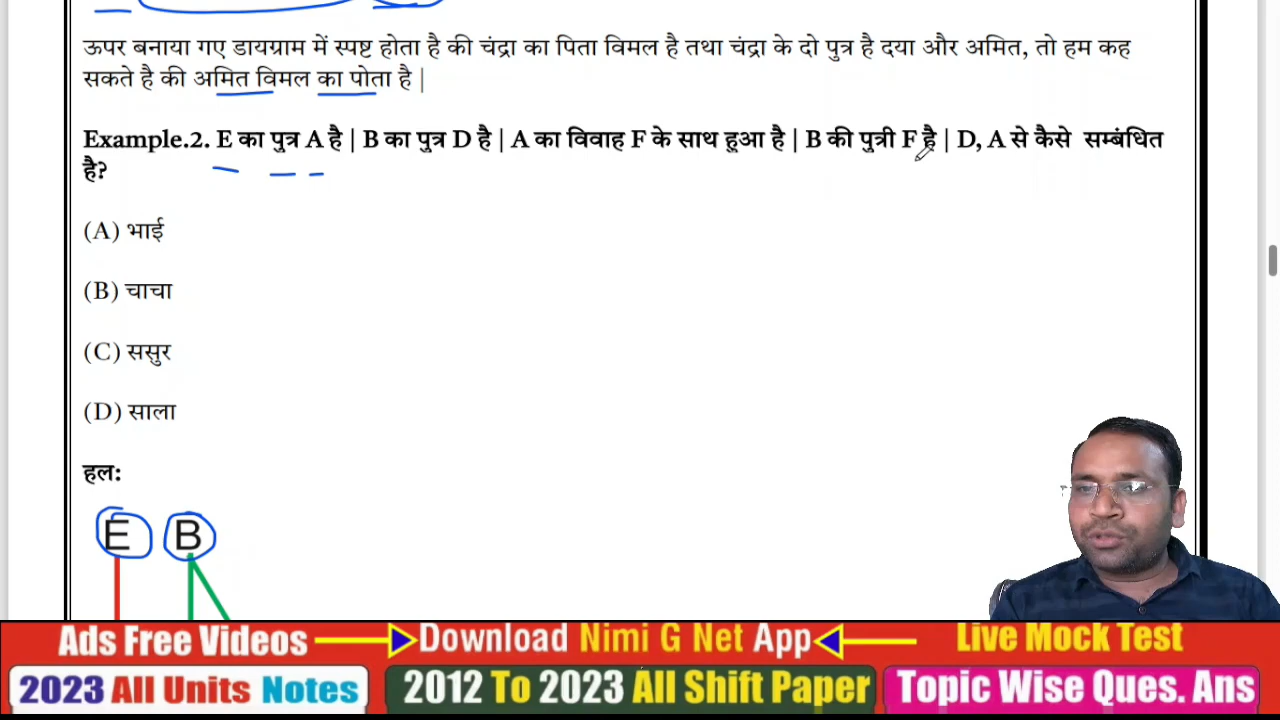 ऊपर बनाया गए डायग्राम में स्पष्ट होता है की चंद्रा का पिता विमल है तथा चंद्रा के दो पुत्र है दया और अमित, तो हम कह
सकते है की अमित विमल का पोता है |
Example.2. E का पुत्र A है | B का पुत्र D है | A का विवाह F के साथ हुआ है | B की पुत्री F है | D, A से कैसे सम्बंधित
है?
(A) भाई
(B) चाचा
(C) ससुर
(D) साला
हल:
E B
Ads Free Videos Download Nimi G Net App Live Mock Test
2023 All Units Notes 2012 To 2023 All Shift Paper Topic Wise Ques. Ans